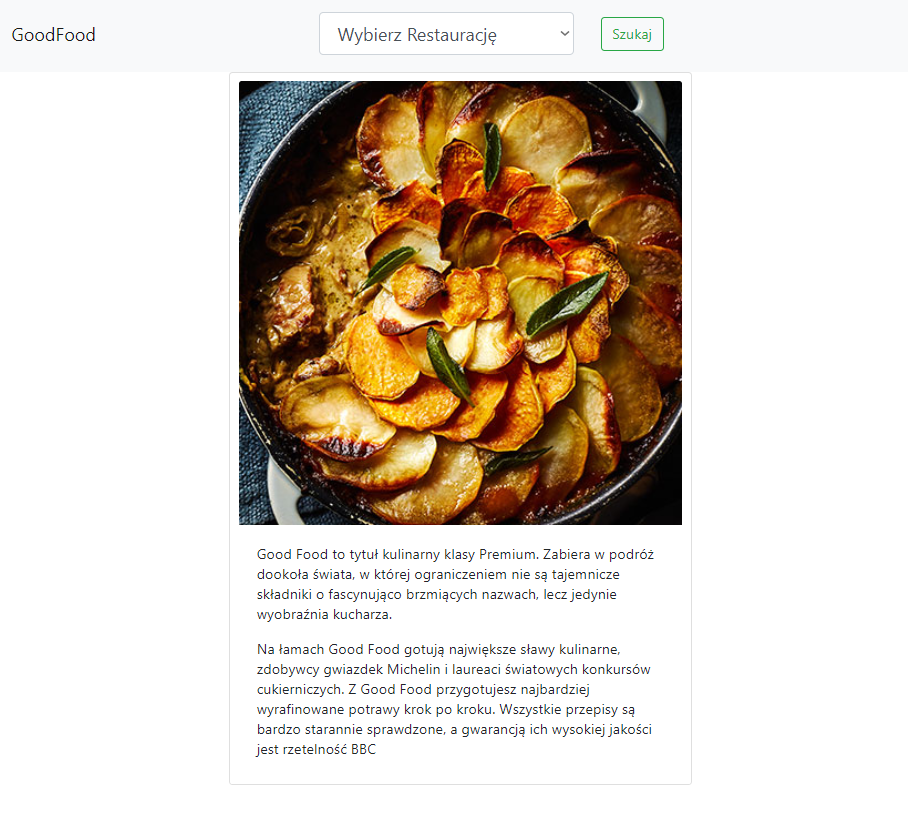 GoodFood
Wybierz Restaurację
Szukaj
Good Food to tytuł kulinarny klasy Premium. Zabiera w podróż
dookoła świata, w której ograniczeniem nie są tajemnicze
składniki o fascynująco brzmiących nazwach, lecz jedynie
wyobraźnia kucharza.
Na łamach Good Food gotują największe sławy kulinarne,
zdobywcy gwiazdek Michelin i laureaci światowych konkursów
cukierniczych. Z Good Food przygotujesz najbardziej
wyrafinowane potrawy krok po kroku. Wszystkie przepisy są
bardzo starannie sprawdzone, a gwarancją ich wysokiej jakości
jest rzetelność BBC